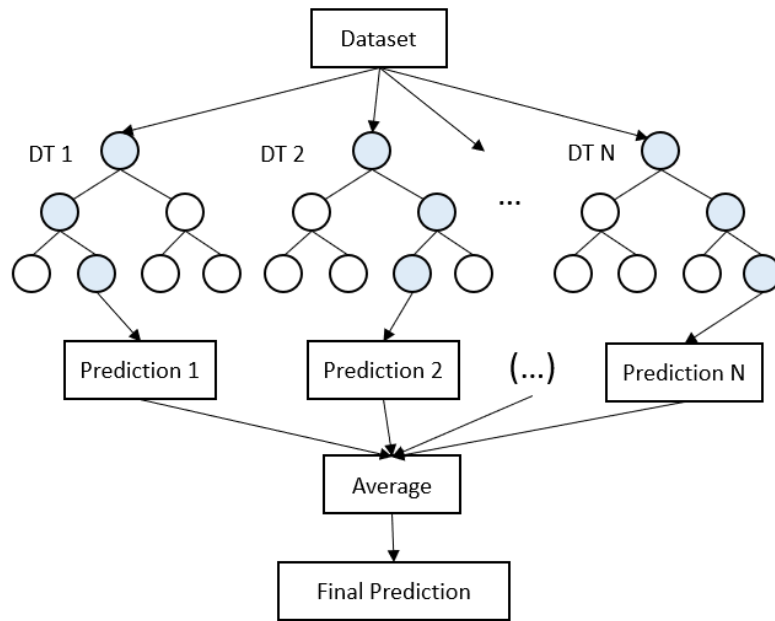 Dataset
DT 1
DT 2
DT N
...
Prediction 1
Prediction 2
(...)
Prediction N
Average
Final Prediction